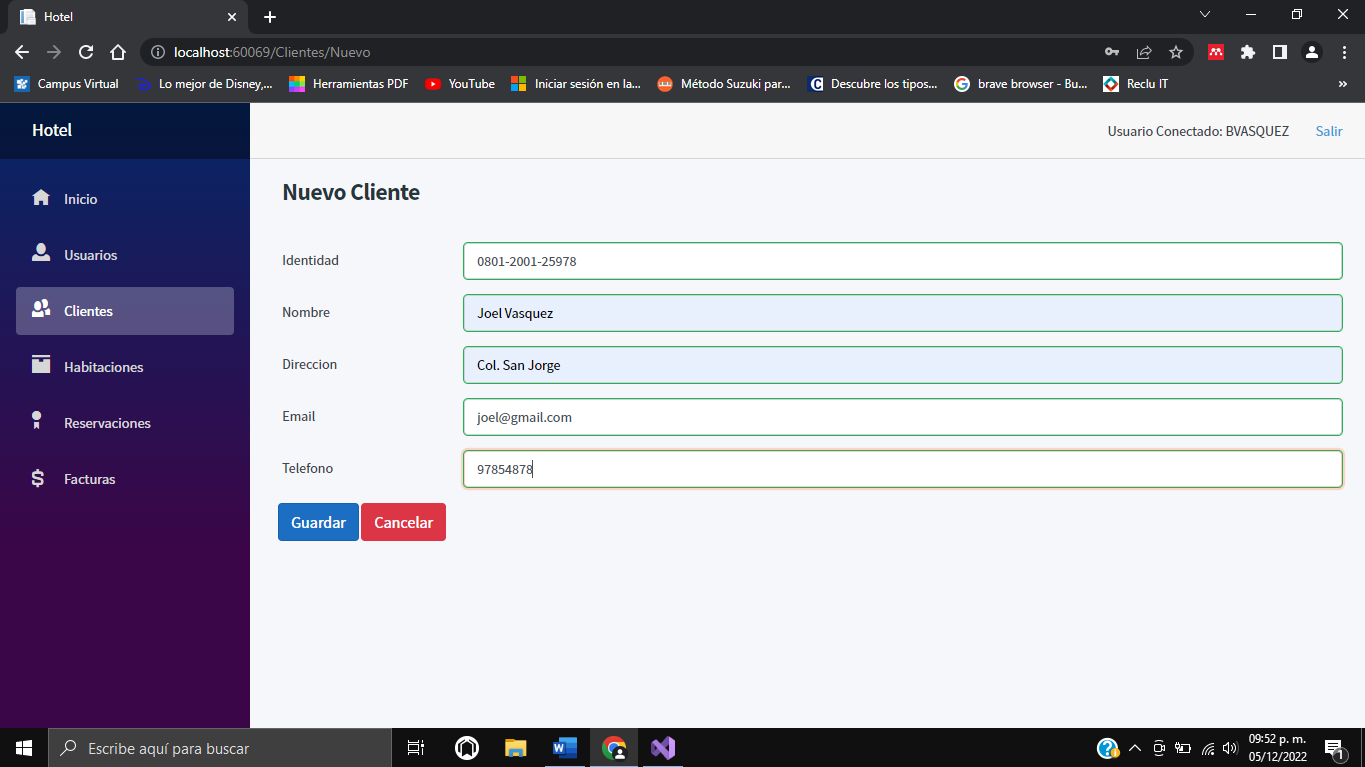 Hotel
localhost:60069/Clientes/Nuevo
Campus Virtual
Lo mejor de Disney,...
Herramientas PDF
YouTube
Iniciar sesión en la...
Método Suzuki par...
Descubre los tipos...
brave browser - Bu...
Reclu IT
»
Hotel
Usuario Conectado: BVASQUEZ
Salir
Inicio
Usuarios
Clientes
Habitaciones
Reservaciones
Facturas
Nuevo Cliente
Identidad
0801-2001-25978
Nombre
Joel Vasquez
Direccion
Col. San Jorge
Email
joel@gmail.com
Telefono
97854878
Guardar
Cancelar
Escribe aquí para buscar
09:52 p. m.
05/12/2022
1